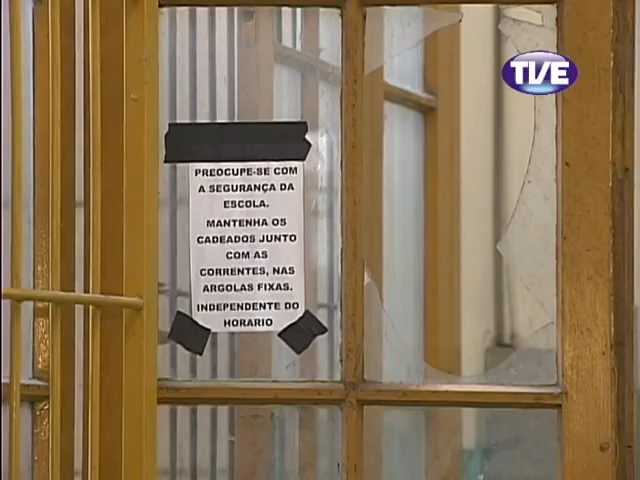 TVE
PREOCUPE-SE COM
A SEGURANÇA DA
ESCOLA.
MANTENHA OS
CADEADOS JUNTO
COM AS
CORRENTES, NAS
ARGOLAS FIXAS.
INDEPENDENTE DO
HORARIO